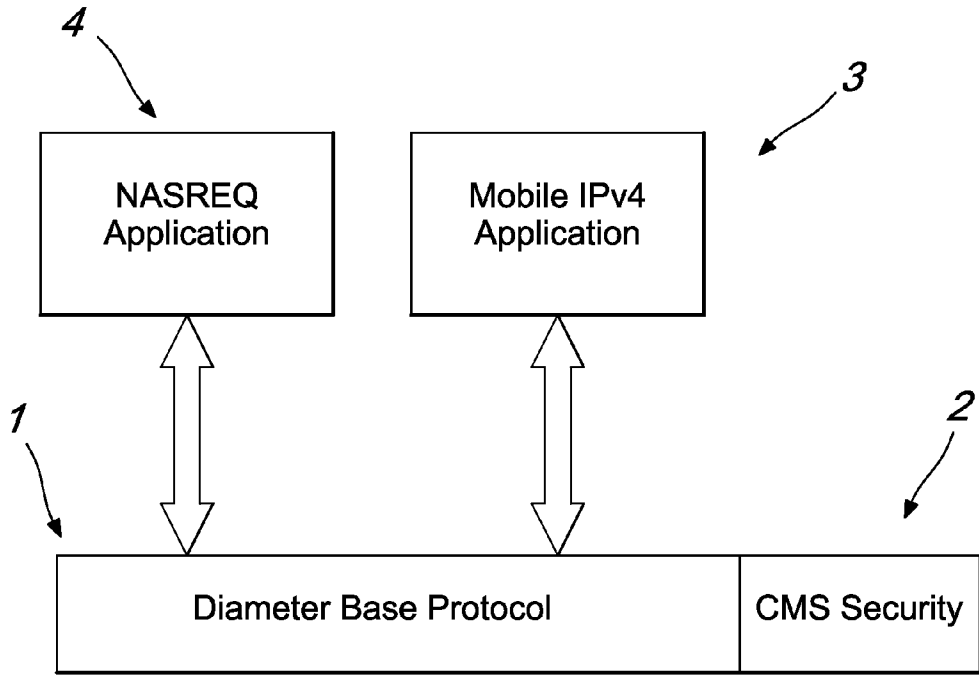 4
3
NASREQ
Application
Mobile IPv4
Application
1
2
Diameter Base Protocol
CMS Security